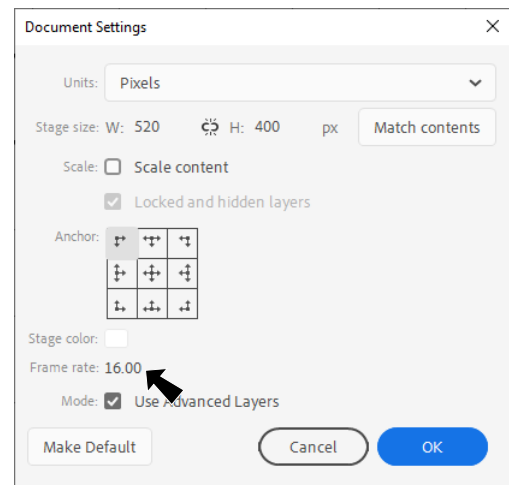 Document Settings
Units: Pixels
Stage size: W: 520 H: 400 px Match contents
Scale: Scale content
Locked and hidden layers
Anchor:
Stage color:
Frame rate: 16.00
Mode: Use Advanced Layers
Make Default Cancel OK